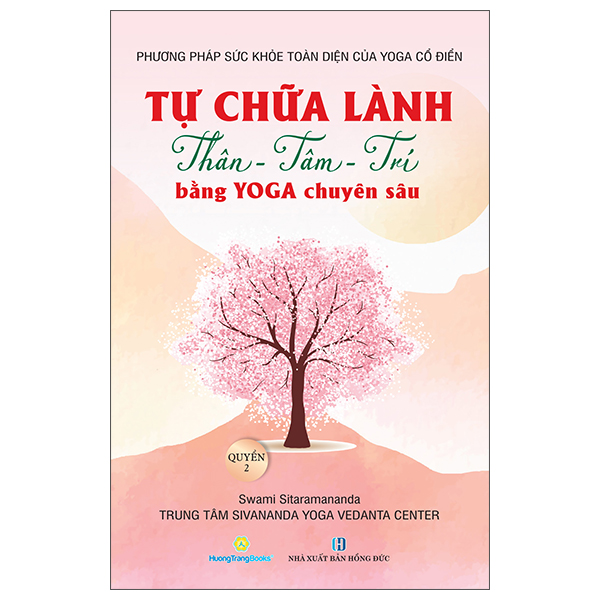 PHƯƠNG PHÁP SỨC KHỎE TOÀN DIỆN CỦA YOGA CỔ ĐIỂN
TỰ CHỮA LÀNH
Thân - Tâm - Trí
bằng YOGA chuyên sâu
QUYỂN
2
Swami Sitaramananda
TRUNG TÂM SIVANANDA YOGA VEDANTA CENTER
HuongTrangBooks
NHÀ XUẤT BẢN HỒNG ĐỨC